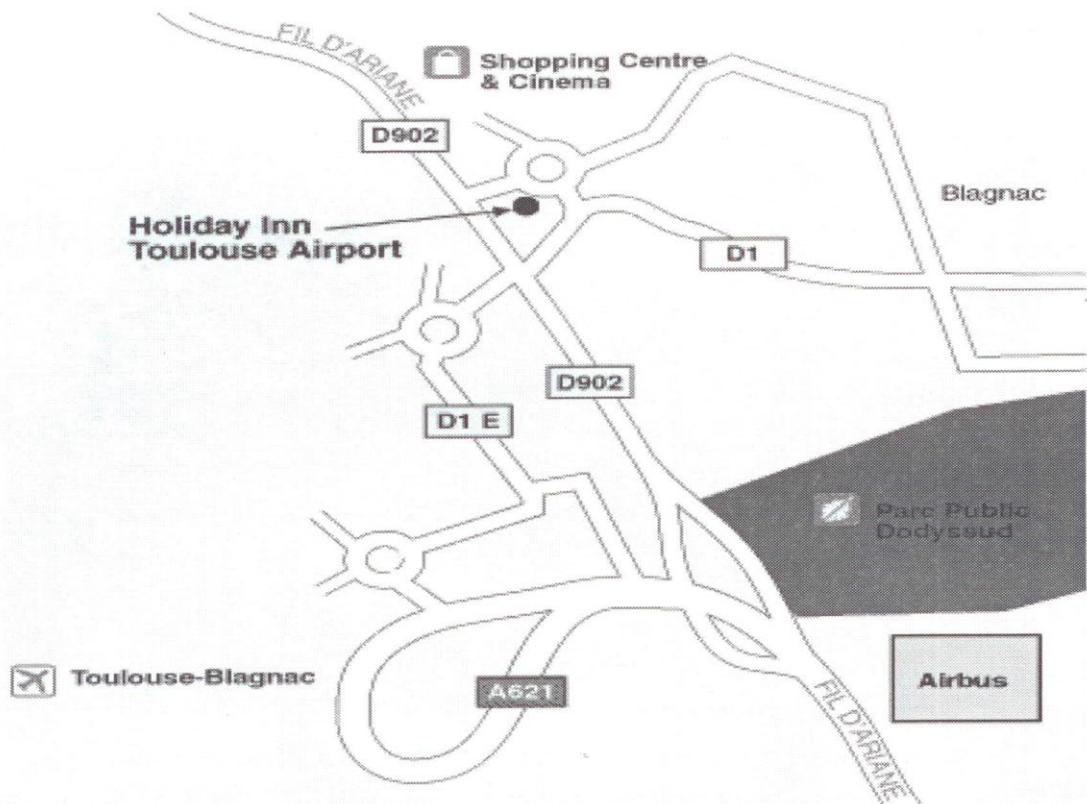 FIL D'ARIANE
Shopping Centre
& Cinema
D902
Blagnac
Holiday Inn
Toulouse Airport
D1
D902
D1 E
Parc Public
Dodyssud
Toulouse-Blagnac
A621
Airbus
FIL D'ARIANE